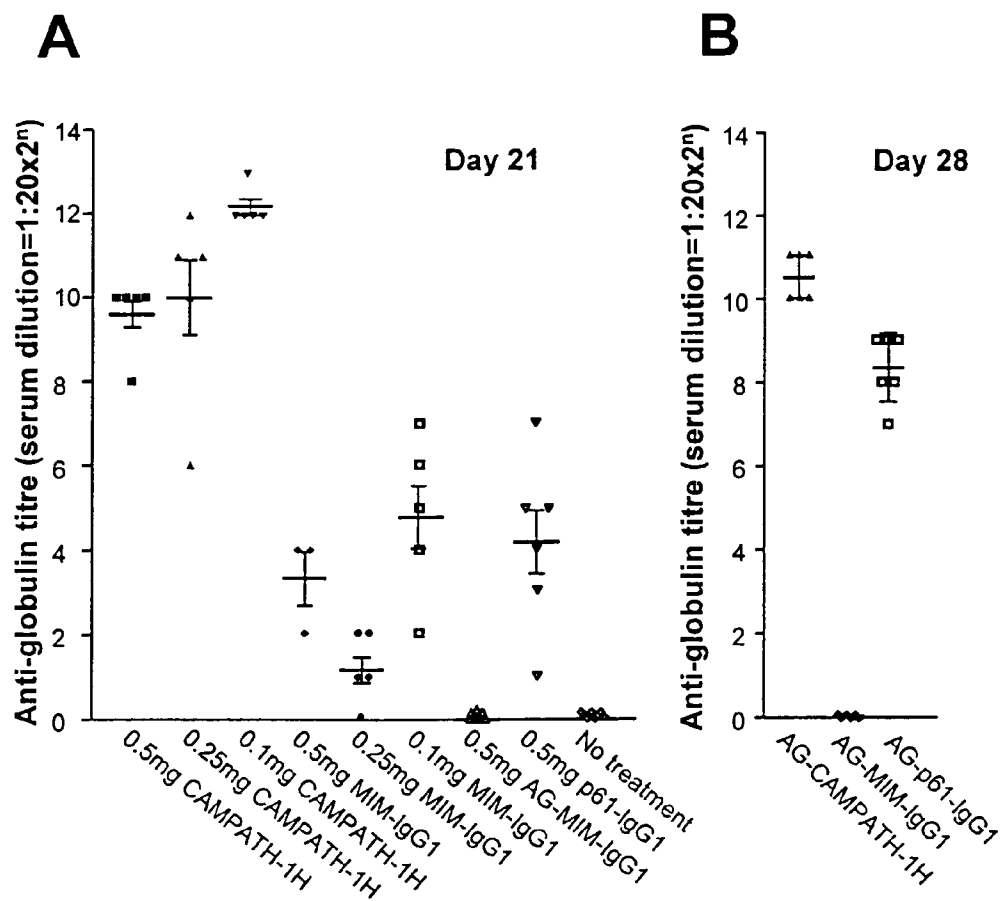 A
B
Anti-globulin titre (serum dilution=1:20x2ⁿ)
14
12
10
8
6
4
2
0
Day 21
0.5mg CAMPATH-1H
0.25mg CAMPATH-1H
0.1mg CAMPATH-1H
0.5mg MIM-IgG1
0.25mg MIM-IgG1
0.1mg MIM-IgG1
0.5mg AG-MIM-IgG1
0.5mg p61-IgG1
No treatment
Anti-globulin titre (serum dilution=1:20x2ⁿ)
14
12
10
8
6
4
2
0
Day 28
AG-CAMPATH-1H
AG-MIM-IgG1
AG-p61-IgG1